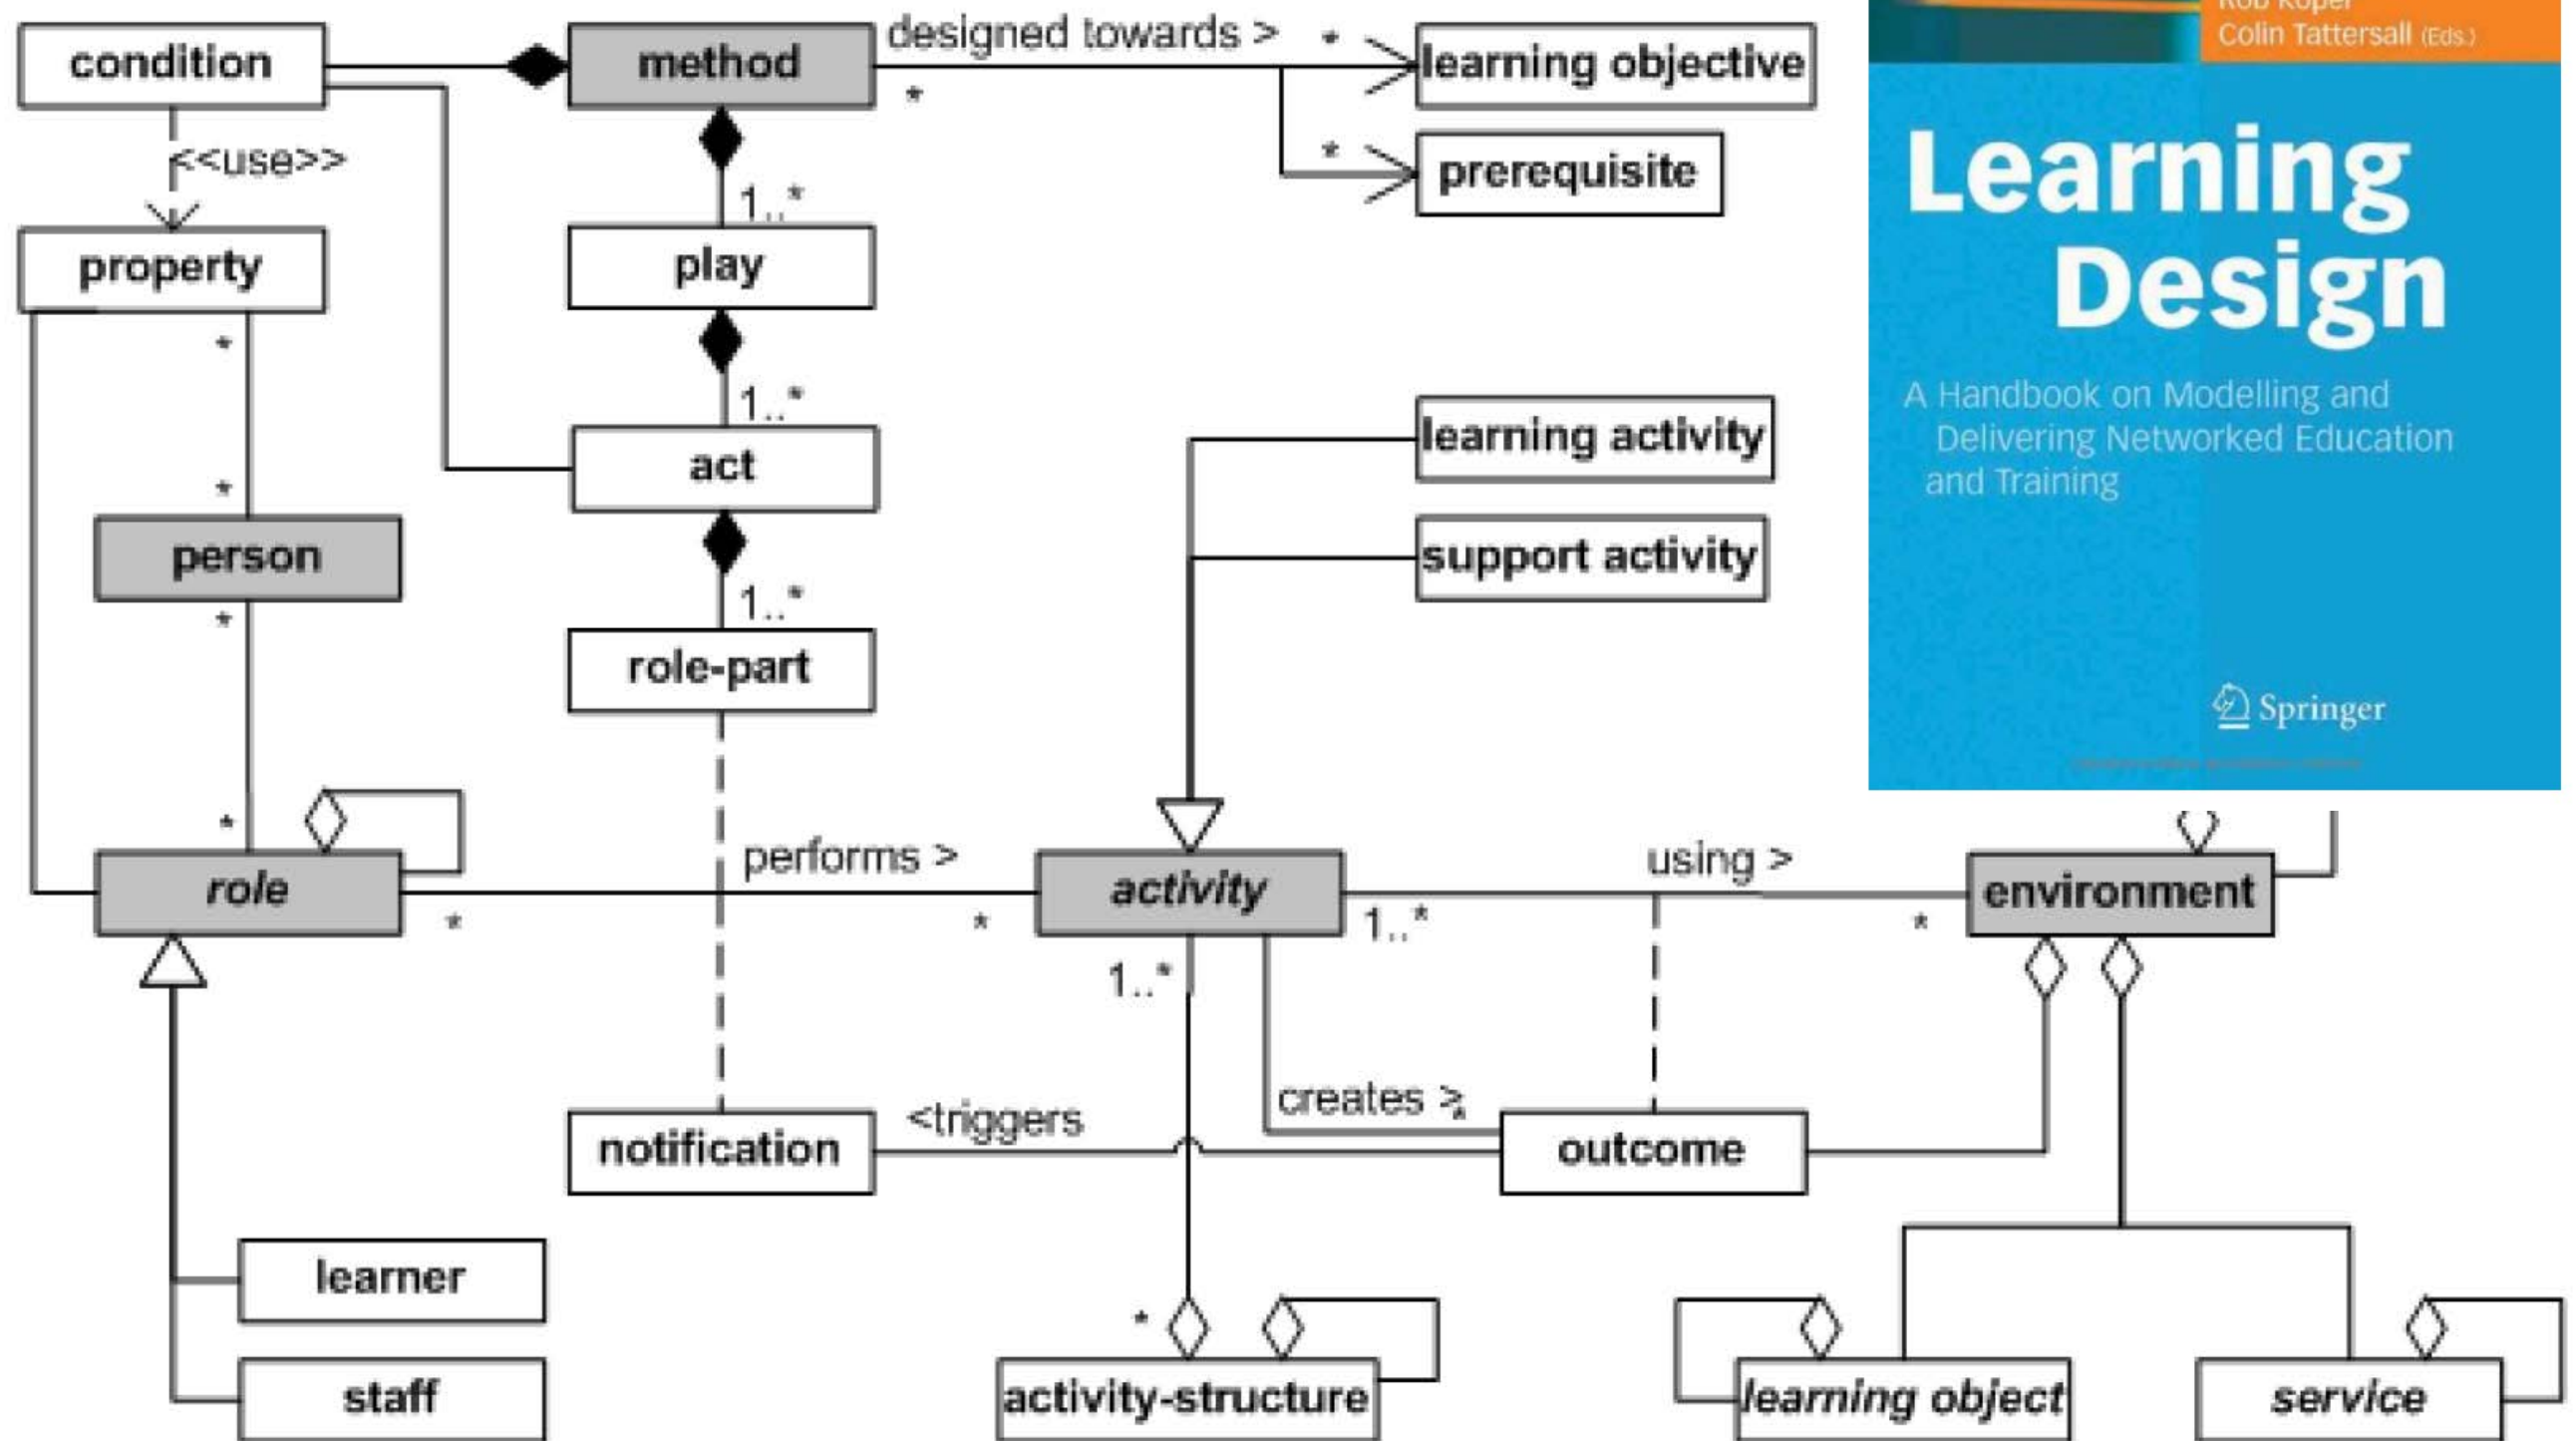 condition
method
designed towards >
*
*
learning objective
*
prerequisite
<<use>>
1..*
property
play
*
1..*
*
act
person
*
1..*
role-part
learning activity
support activity
*
role
*
performs >
*
activity
1..*
using >
*
environment
1..*
notification
<triggers
creates >
*
outcome
learner
staff
*
activity-structure
learning object
service
Rob Koper
Colin Tattersall (Eds.)
Learning
Design
A Handbook on Modelling and
Delivering Networked Education
and Training
Springer